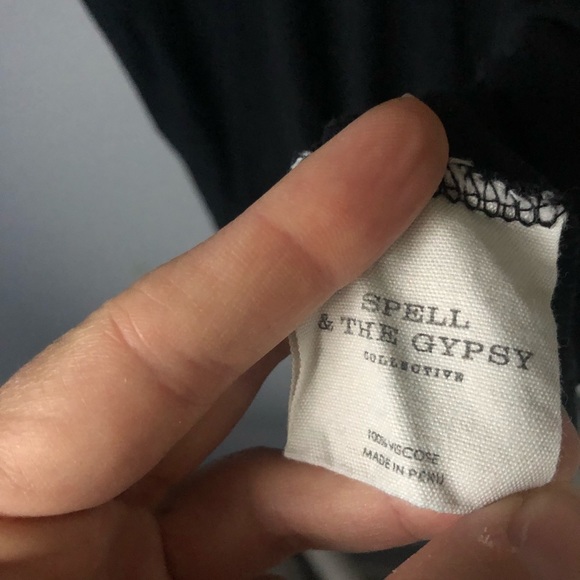 SPELL
& THE GYPSY
COLLECTIVE
100% VISCOSE
MADE IN PERU